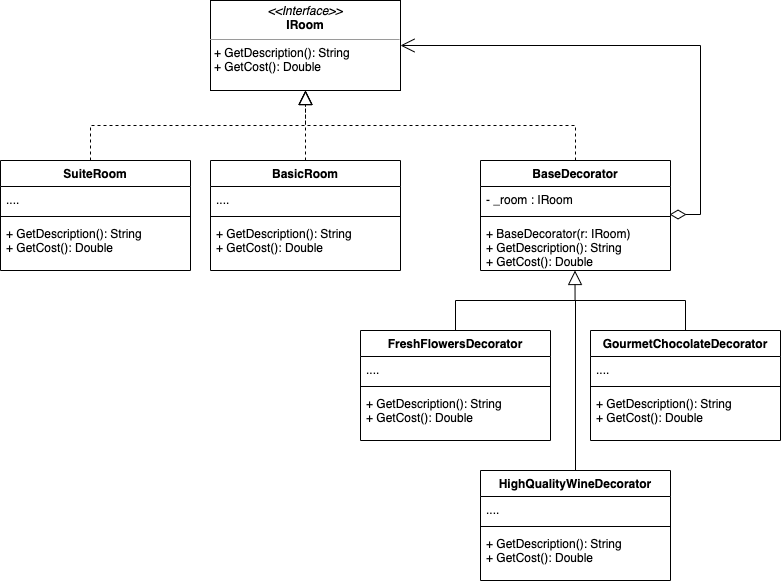 <<Interface>>
IRoom
+ GetDescription(): String
+ GetCost(): Double
SuiteRoom
....
+ GetDescription(): String
+ GetCost(): Double
BasicRoom
....
+ GetDescription(): String
+ GetCost(): Double
BaseDecorator
- _room : IRoom
+ BaseDecorator(r: IRoom)
+ GetDescription(): String
+ GetCost(): Double
FreshFlowersDecorator
....
+ GetDescription(): String
+ GetCost(): Double
GourmetChocolateDecorator
....
+ GetDescription(): String
+ GetCost(): Double
HighQualityWineDecorator
....
+ GetDescription(): String
+ GetCost(): Double